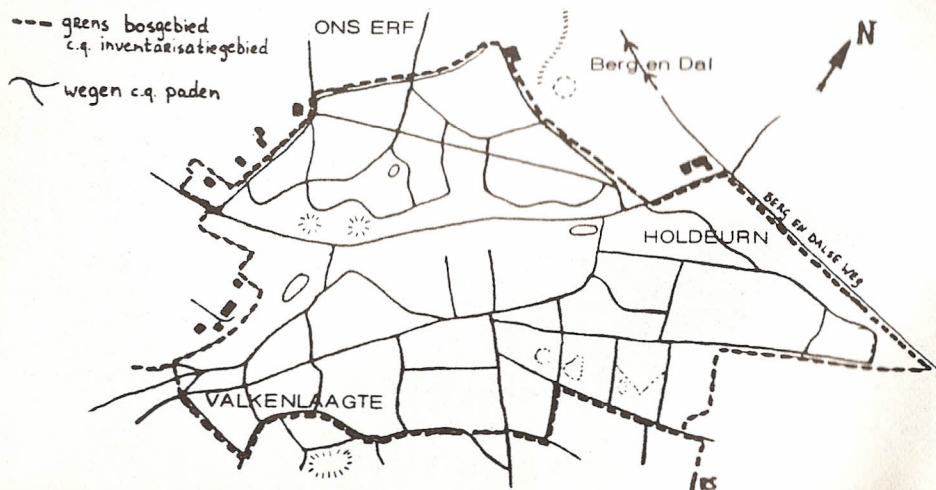 grens bosgebied
c.q. inventarisatiegebied
wegen c.q. paden
ONS ERF
Berg en Dal
N
HOLDEURN
BERG EN DALSE WEG
VALKENLAAGTE